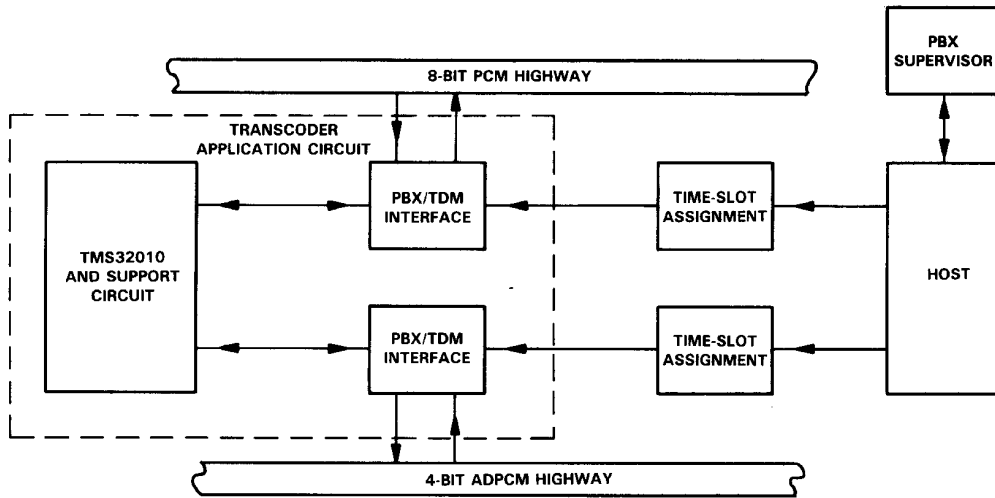 PBX
SUPERVISOR
8-BIT PCM HIGHWAY
TRANSCODER
APPLICATION CIRCUIT
TMS32010
AND SUPPORT
CIRCUIT
PBX/TDM
INTERFACE
TIME-SLOT
ASSIGNMENT
HOST
PBX/TDM
INTERFACE
TIME-SLOT
ASSIGNMENT
4-BIT ADPCM HIGHWAY